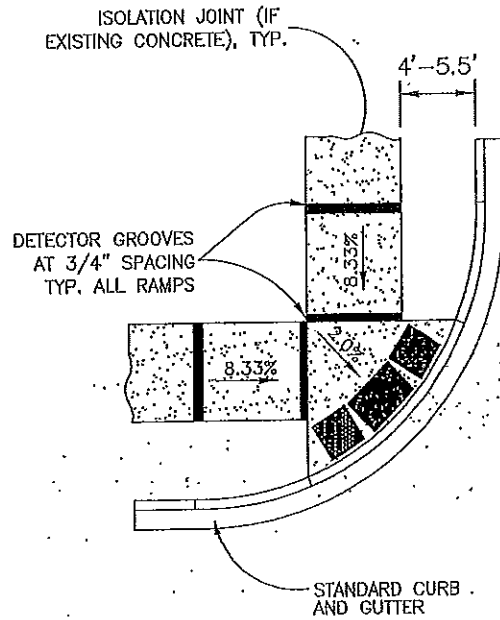 ISOLATION JOINT (IF
EXISTING CONCRETE), TYP.
4'-5.5'
DETECTOR GROOVES
AT 3/4" SPACING
TYP. ALL RAMPS
8.33%
8.33%
2.0%
STANDARD CURB
AND GUTTER